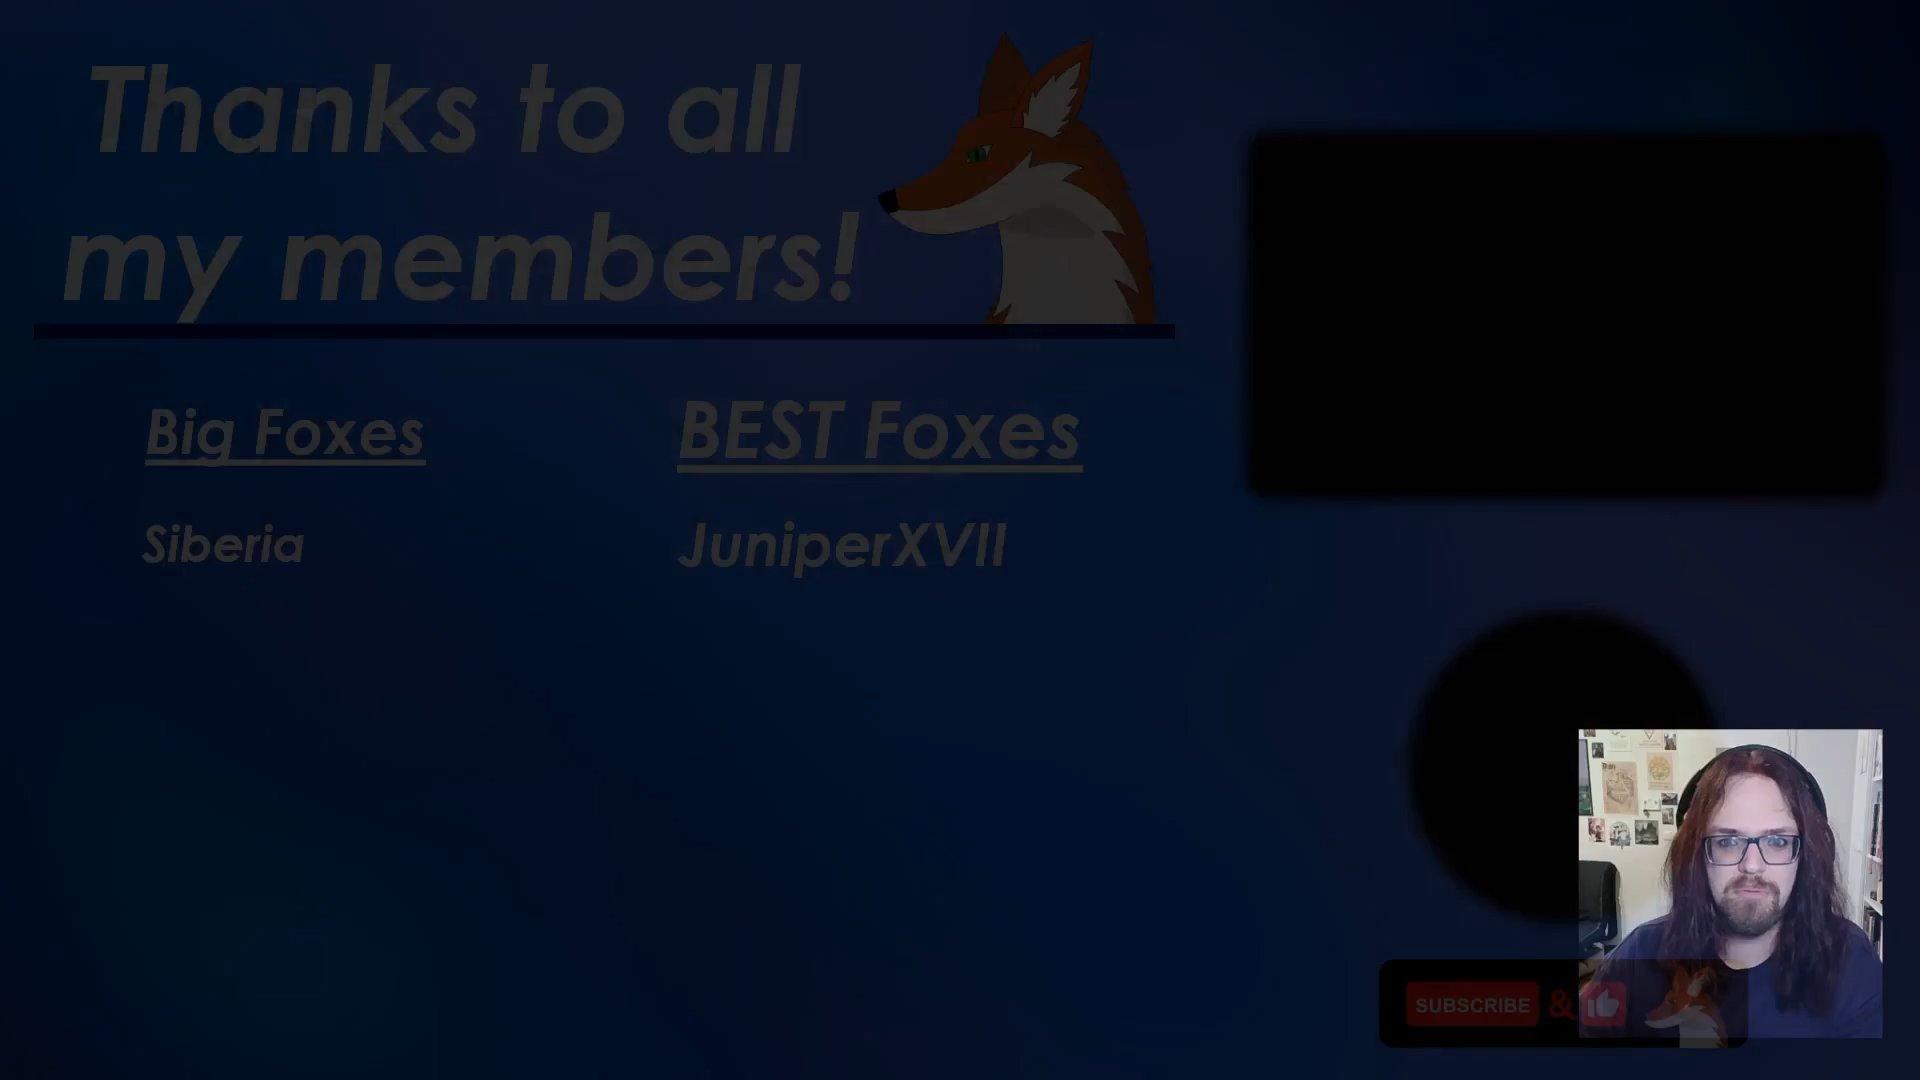 Thanks to all
my members!
Big Foxes
BEST Foxes
Siberia
JuniperXVII
SUBSCRIBE &